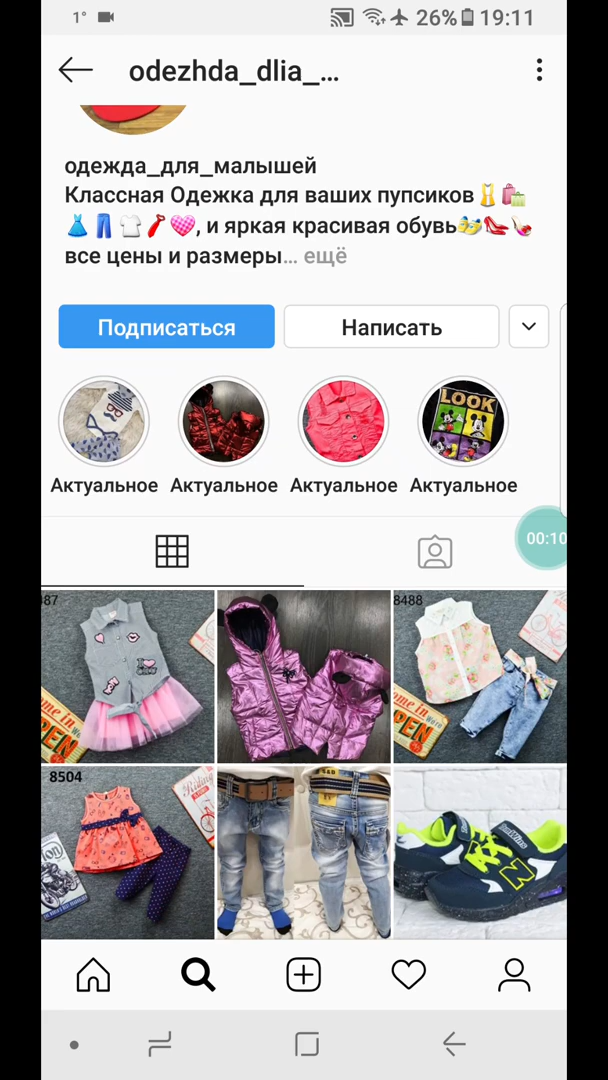 1° 26% 19:11
odezhda_dlia_...
одежда_для_малышей
Классная Одежка для ваших пупсиков
, и яркая красивая обувь
все цены и размеры... ещё
Подписаться Написать
LOOK
Актуальное Актуальное Актуальное Актуальное
00:10
87 8488
8504